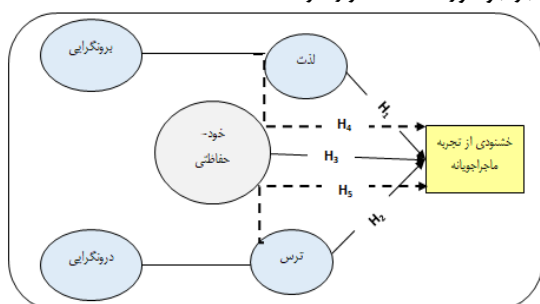 برونگرایی
لذت
H₁
H₄
خود-
حفاظتی
H₃
خشنودی از تجربه
ماجراجویانه
H₅
H₂
درونگرایی
ترس